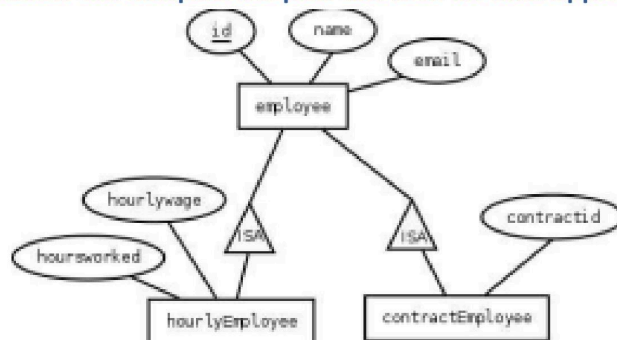 id
name
email
employee
hourlywage
contractid
hoursworked
ISA
ISA
hourlyEmployee
contractEmployee